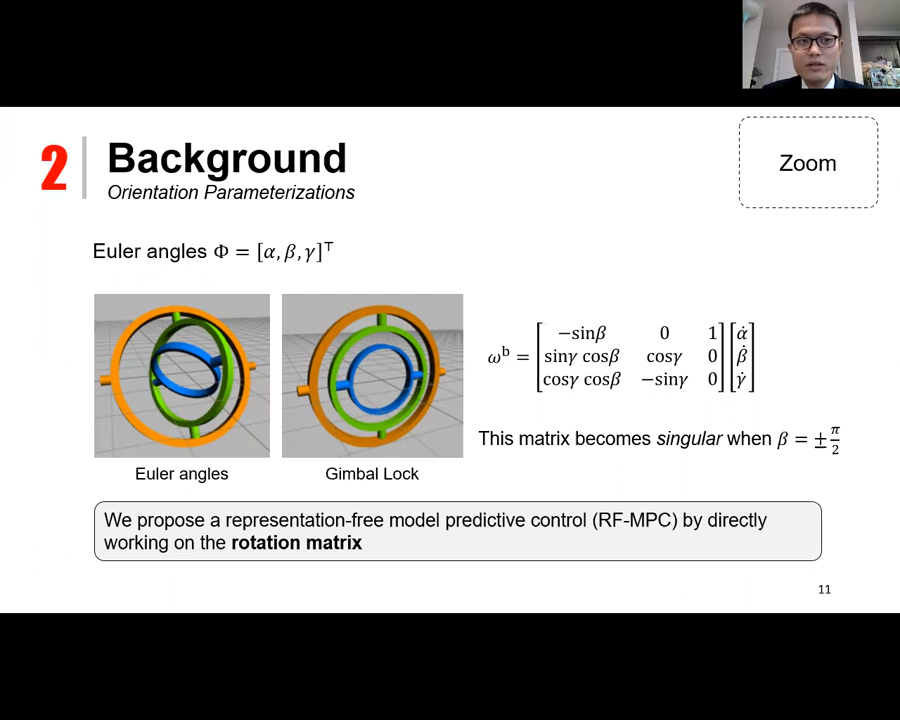 Zoom
2
Background
Orientation Parameterizations
Euler angles Φ = [α, β, γ]ᵀ
ωᵇ = [ −sinβ 0 1 ] [ α̇ ]
[ sinγ cosβ cosγ 0 ] [ β̇ ]
[ cosγ cosβ −sinγ 0 ] [ γ̇ ]
This matrix becomes singular when β = ±π/2
Euler angles
Gimbal Lock
We propose a representation-free model predictive control (RF-MPC) by directly
working on the rotation matrix
11